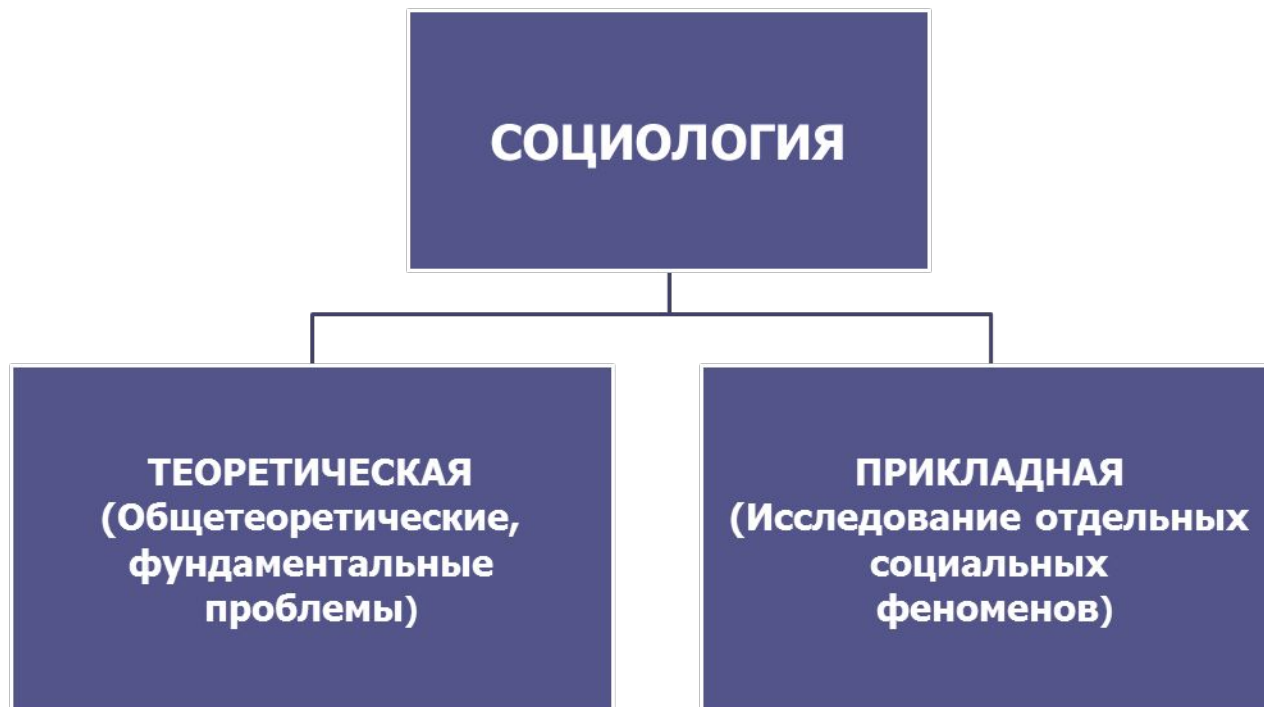 СОЦИОЛОГИЯ
ТЕОРЕТИЧЕСКАЯ
(Общетеоретические,
фундаментальные
проблемы)
ПРИКЛАДНАЯ
(Исследование отдельных
социальных
феноменов)